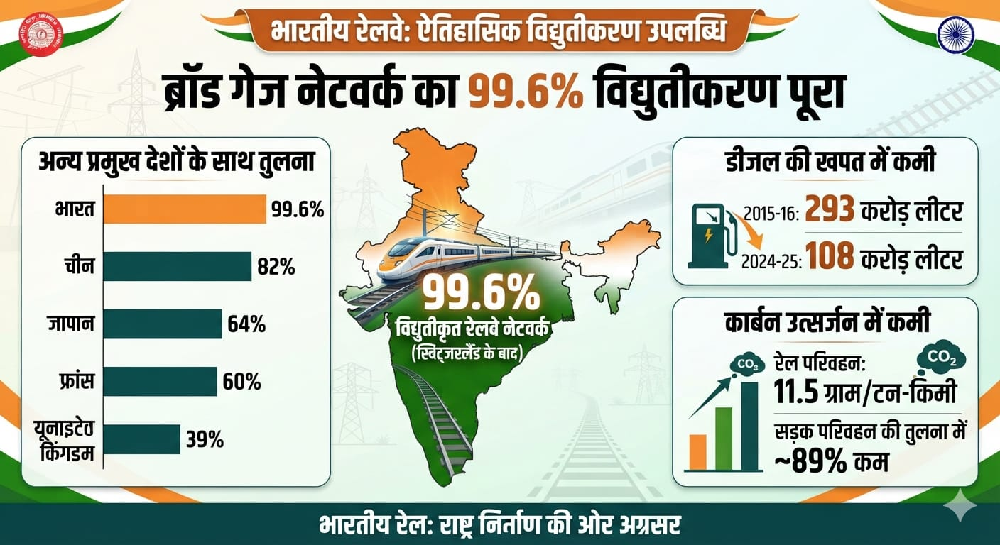 भारतीय रेलवे: ऐतिहासिक विद्युतीकरण उपलब्धि
ब्रॉड गेज नेटवर्क का 99.6% विद्युतीकरण पूरा
अन्य प्रमुख देशों के साथ तुलना
भारत 99.6%
चीन 82%
जापान 64%
फ्रांस 60%
यूनाइटेठ
किंगडम 39%
99.6%
विद्युतीकृत रेलबे नेटवर्क
(स्विट्जरलैंड के बाद)
डीजल की खपत में कमी
2015-16: 293 करोड़ लीटर
2024-25: 108 करोड़ लीटर
कार्बन उत्सर्जन में कमी
CO₃
CO₂
रेल परिवहन:
11.5 ग्राम/टन-किमी
सड़क परिवहन की तुलना में
~89% कम
भारतीय रेल: राष्ट्र निर्ताण की ओर अग्रसर